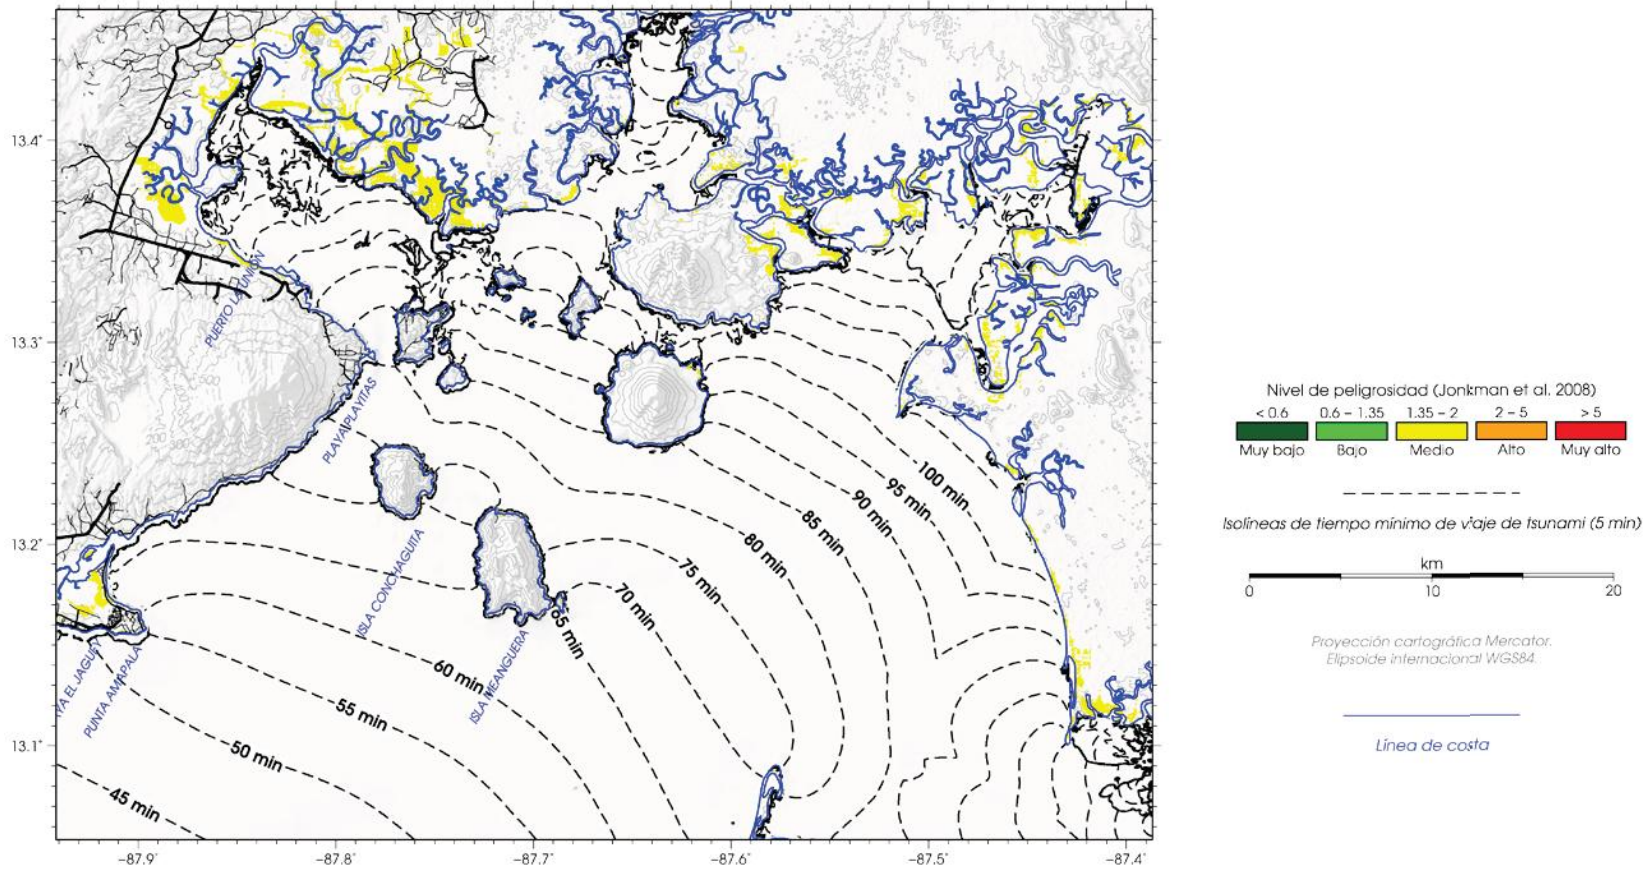 13.4°
13.3°
13.2°
13.1°
-87.9°
-87.8°
-87.7°
-87.6°
-87.5°
-87.4°
PUERTO LA UNION
PLAYA PLAYITAS
ISLA CONCHAGUITA
ISLA MEANGUERA
YA EL JAGUEY
PUNTA AMAPALA
45 min
50 min
55 min
60 min
65 min
70 min
75 min
80 min
85 min
90 min
95 min
100 min
Nivel de peligrosidad (Jonkman et al. 2008)
< 0.6 0.6 – 1.35 1.35 – 2 2 – 5 > 5
Muy bajo Bajo Medio Alto Muy alto
Isolíneas de tiempo mínimo de viaje de tsunami (5 min)
km
0 10 20
Proyección cartográfica Mercator.
Elipsoide internacional WGS84.
Línea de costa